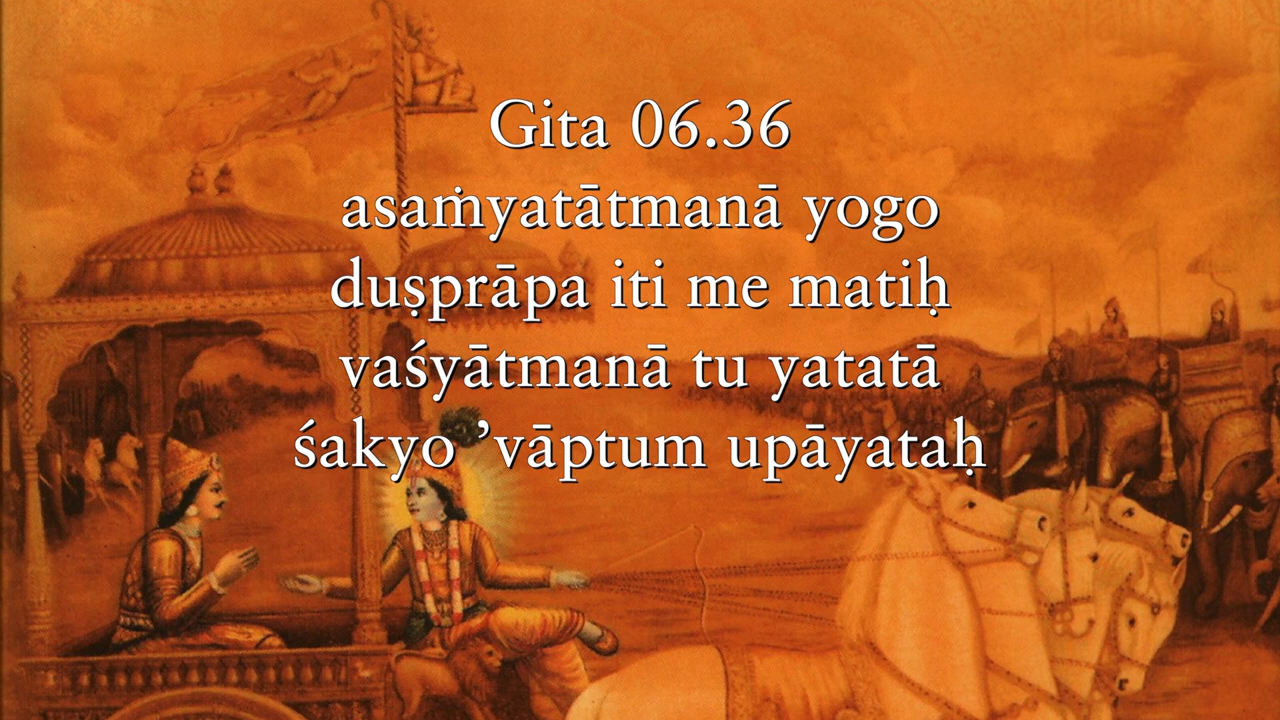 Gita 06.36
asaṁyatātmanā yogo
duṣprāpa iti me matiḥ
vaśyātmanā tu yatatā
śakyo ’vāptum upāyataḥ